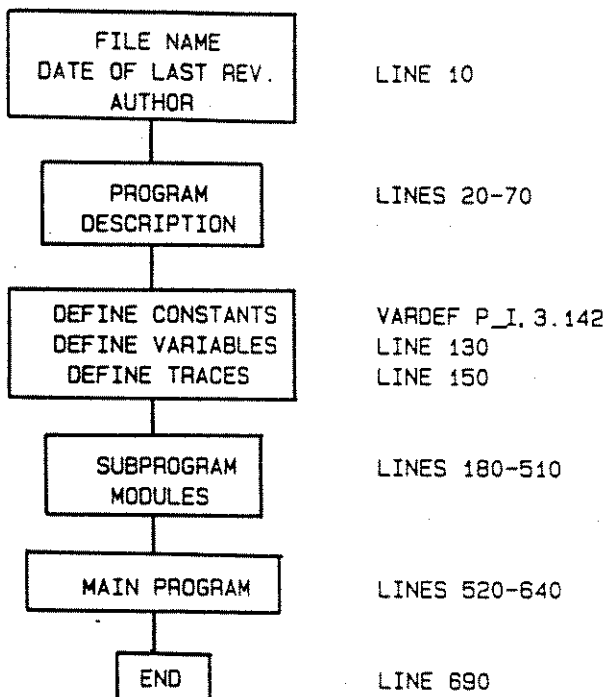 FILE NAME
DATE OF LAST REV.
AUTHOR
LINE 10
PROGRAM
DESCRIPTION
LINES 20-70
DEFINE CONSTANTS
DEFINE VARIABLES
DEFINE TRACES
VARDEF P_I, 3.142
LINE 130
LINE 150
SUBPROGRAM
MODULES
LINES 180-510
MAIN PROGRAM
LINES 520-640
END
LINE 690